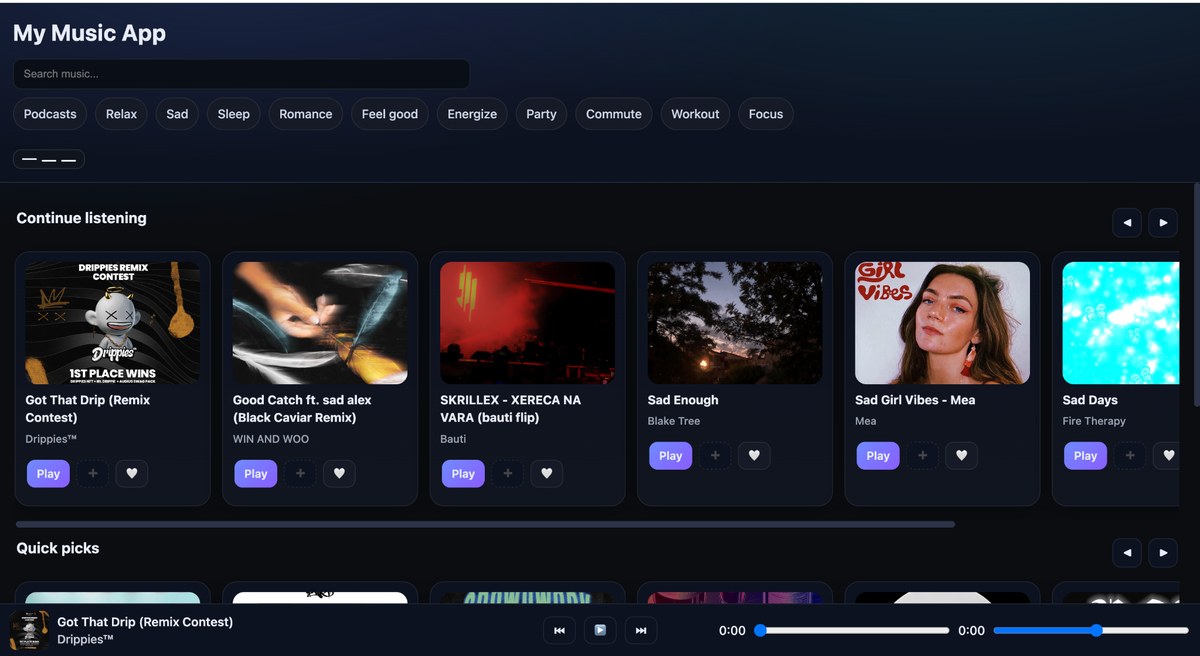 My Music App
Search music...
Podcasts
Relax
Sad
Sleep
Romance
Feel good
Energize
Party
Commute
Workout
Focus
Continue listening
DRIPPIES REMIX
CONTEST
Drippies™
1ST PLACE WINS
GiRL
ViBES
Got That Drip (Remix
Contest)
Drippies™
Play
Good Catch ft. sad alex
(Black Caviar Remix)
WIN AND WOO
Play
SKRILLEX - XERECA NA
VARA (bauti flip)
Bauti
Play
Sad Enough
Blake Tree
Play
Sad Girl Vibes - Mea
Mea
Play
Sad Days
Fire Therapy
Play
Quick picks
Got That Drip (Remix Contest)
Drippies™
0:00
0:00